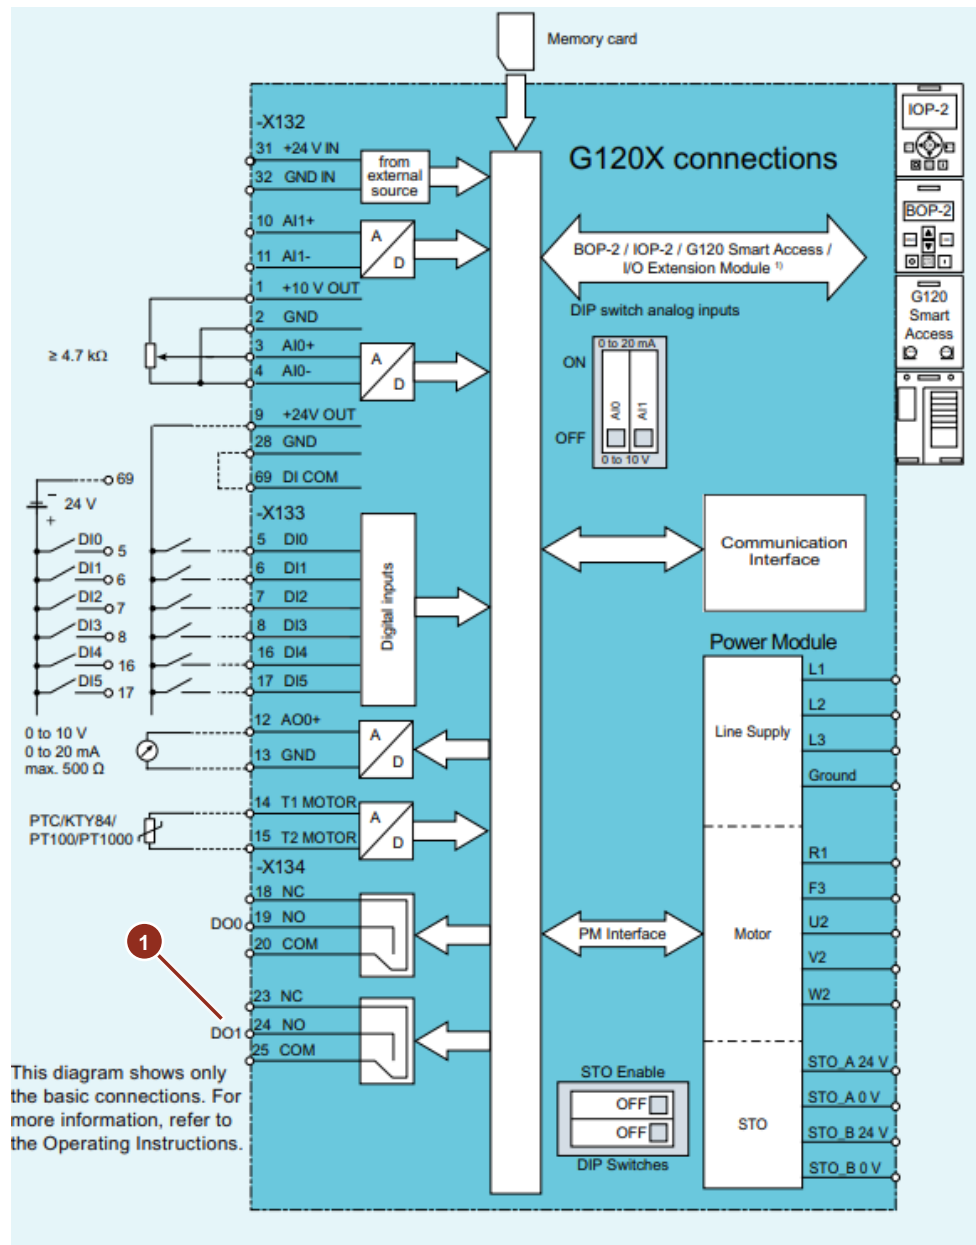 Memory card
G120X connections
-X132
31 +24 V IN
32 GND IN
from
external
source
10 AI1+
11 AI1-
A
D
1 +10 V OUT
2 GND
3 AI0+
4 AI0-
A
D
≥ 4.7 kΩ
9 +24V OUT
28 GND
69 DI COM
69
24 V
−
+
-X133
DI0 5
DI1 6
DI2 7
DI3 8
DI4 16
DI5 17
5 DI0
6 DI1
7 DI2
8 DI3
16 DI4
17 DI5
Digital inputs
0 to 10 V
0 to 20 mA
max. 500 Ω
12 AO0+
13 GND
A
D
PTC/KTY84/
PT100/PT1000
14 T1 MOTOR
15 T2 MOTOR
A
D
-X134
18 NC
DO0 19 NO
20 COM
1
23 NC
DO1 24 NO
25 COM
This diagram shows only
the basic connections. For
more information, refer to
the Operating Instructions.
BOP-2 / IOP-2 / G120 Smart Access /
I/O Extension Module 1)
DIP switch analog inputs
0 to 20 mA
ON
AI0
AI1
OFF
0 to 10 V
IOP-2
BOP-2
G120
Smart
Access
Communication
Interface
Power Module
Line Supply
L1
L2
L3
Ground
PM Interface
Motor
R1
F3
U2
V2
W2
STO
STO_A 24 V
STO_A 0 V
STO_B 24 V
STO_B 0 V
STO Enable
OFF
OFF
DIP Switches